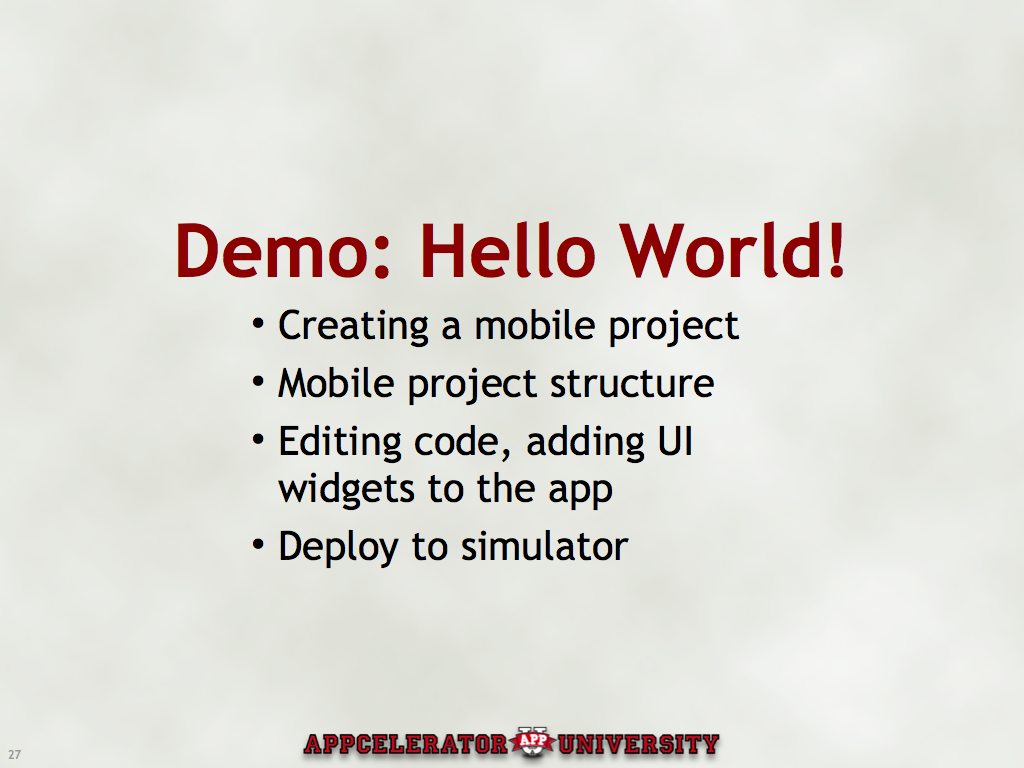 Demo: Hello World!
• Creating a mobile project
• Mobile project structure
• Editing code, adding UI
widgets to the app
• Deploy to simulator
27
APPCELERATOR U APP UNIVERSITY